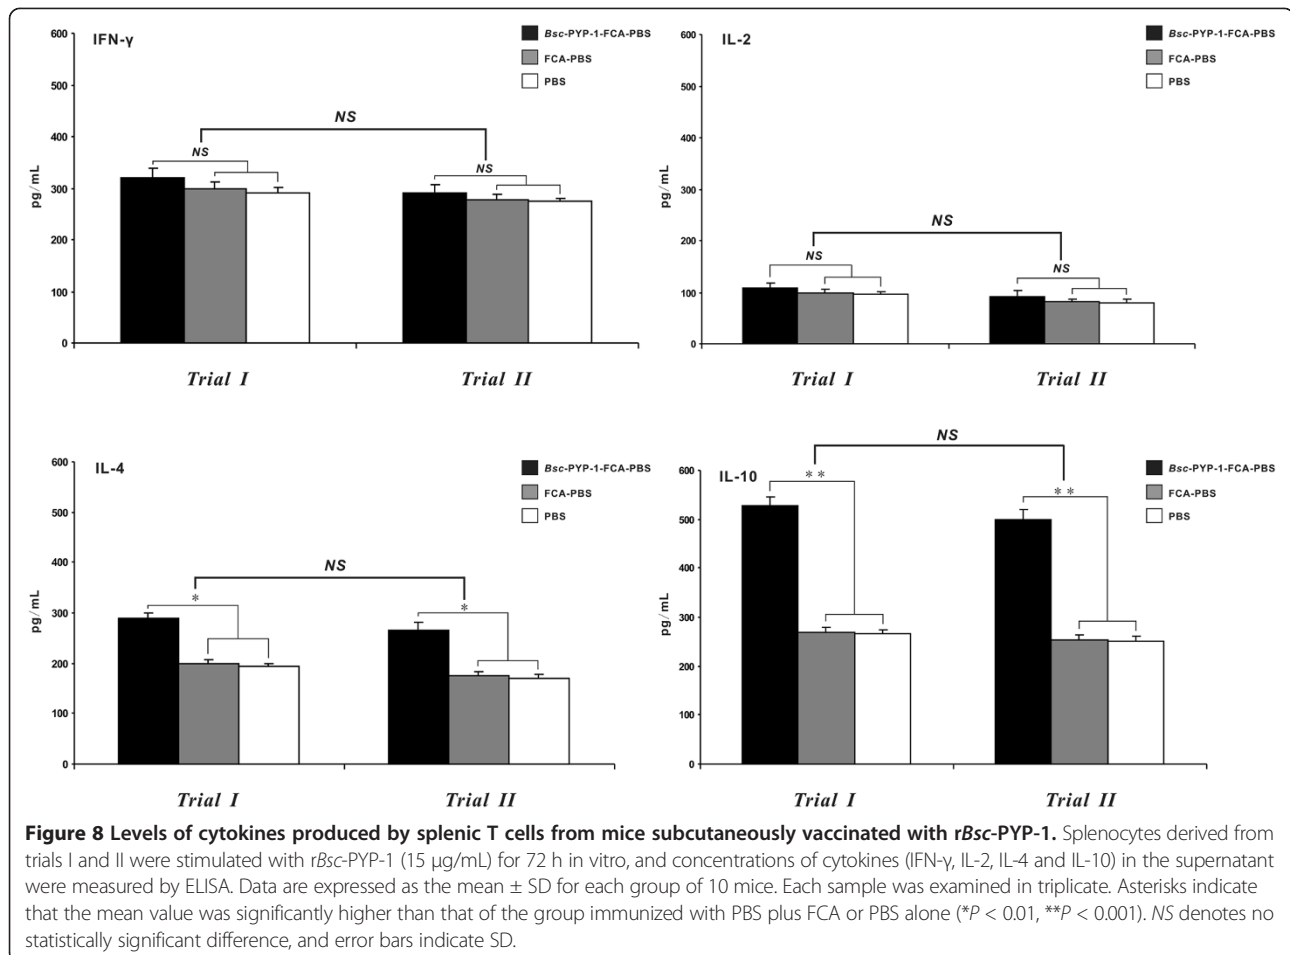 IFN-γ
Bsc-PYP-1-FCA-PBS
FCA-PBS
PBS
600
500
400
300
200
100
0
pg/mL
NS
NS
NS
Trial I
Trial II
IL-2
Bsc-PYP-1-FCA-PBS
FCA-PBS
PBS
600
500
400
300
200
100
0
pg/mL
NS
NS
NS
Trial I
Trial II
IL-4
Bsc-PYP-1-FCA-PBS
FCA-PBS
PBS
600
500
400
300
200
100
0
pg/mL
NS
*
*
Trial I
Trial II
IL-10
Bsc-PYP-1-FCA-PBS
FCA-PBS
PBS
600
500
400
300
200
100
0
pg/mL
NS
**
**
Trial I
Trial II
Figure 8 Levels of cytokines produced by splenic T cells from mice subcutaneously vaccinated with rBsc-PYP-1. Splenocytes derived from
trials I and II were stimulated with rBsc-PYP-1 (15 μg/mL) for 72 h in vitro, and concentrations of cytokines (IFN-γ, IL-2, IL-4 and IL-10) in the supernatant
were measured by ELISA. Data are expressed as the mean ± SD for each group of 10 mice. Each sample was examined in triplicate. Asterisks indicate
that the mean value was significantly higher than that of the group immunized with PBS plus FCA or PBS alone (*P < 0.01, **P < 0.001). NS denotes no
statistically significant difference, and error bars indicate SD.